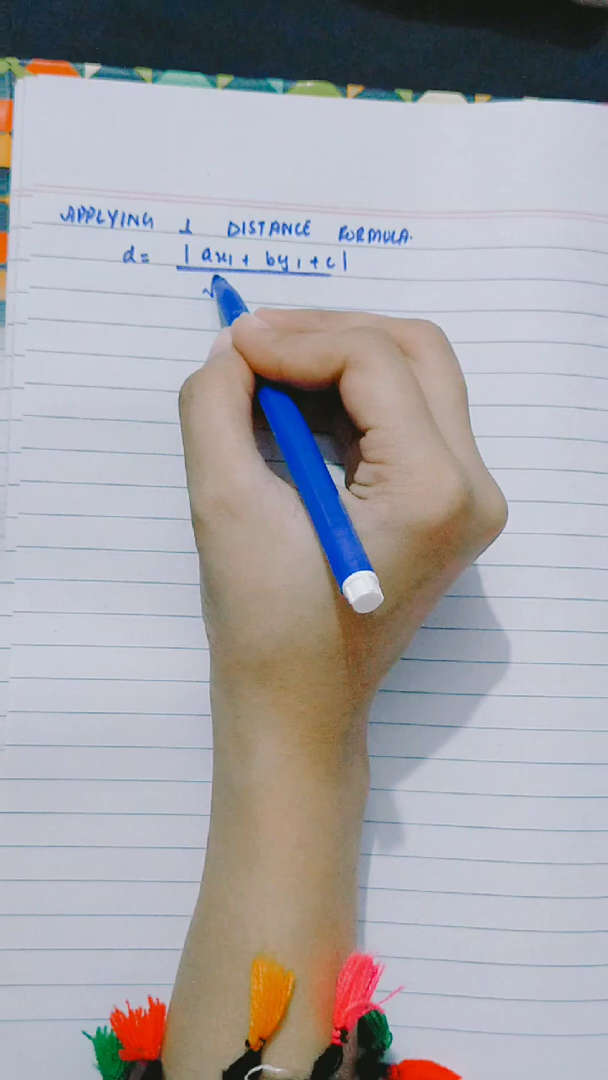 APPLYING ⊥ DISTANCE FORMULA.
d= | ax₁ + by₁ + c |
√